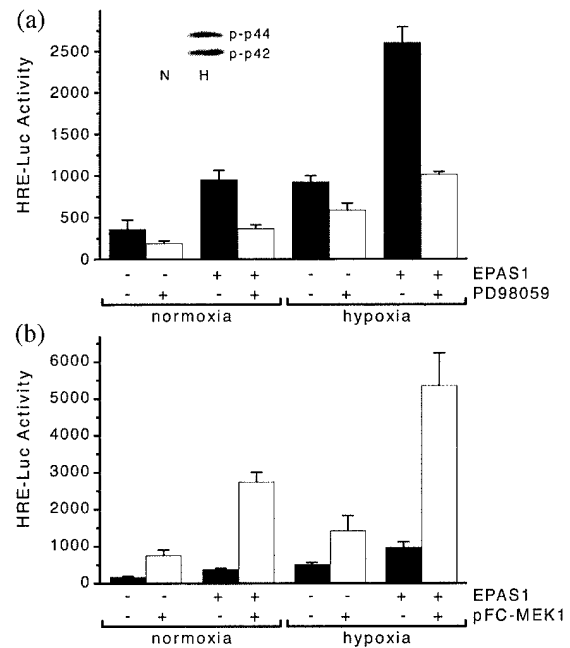 (a)
p-p44
p-p42
N H
HRE-Luc Activity
2500
2000
1500
1000
500
0
- - + + - - + + EPAS1
- + - + - + - + PD98059
normoxia hypoxia
(b)
HRE-Luc Activity
6000
5000
4000
3000
2000
1000
0
- - + + - - + + EPAS1
- + - + - + - + pFC-MEK1
normoxia hypoxia